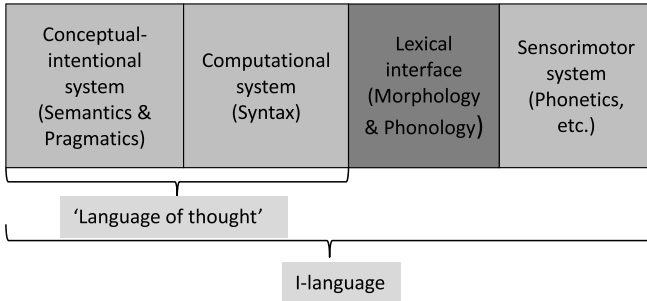 Conceptual-
intentional
system
(Semantics &
Pragmatics)
Computational
system
(Syntax)
Lexical
interface
(Morphology
& Phonology)
Sensorimotor
system
(Phonetics,
etc.)
‘Language of thought’
I-language